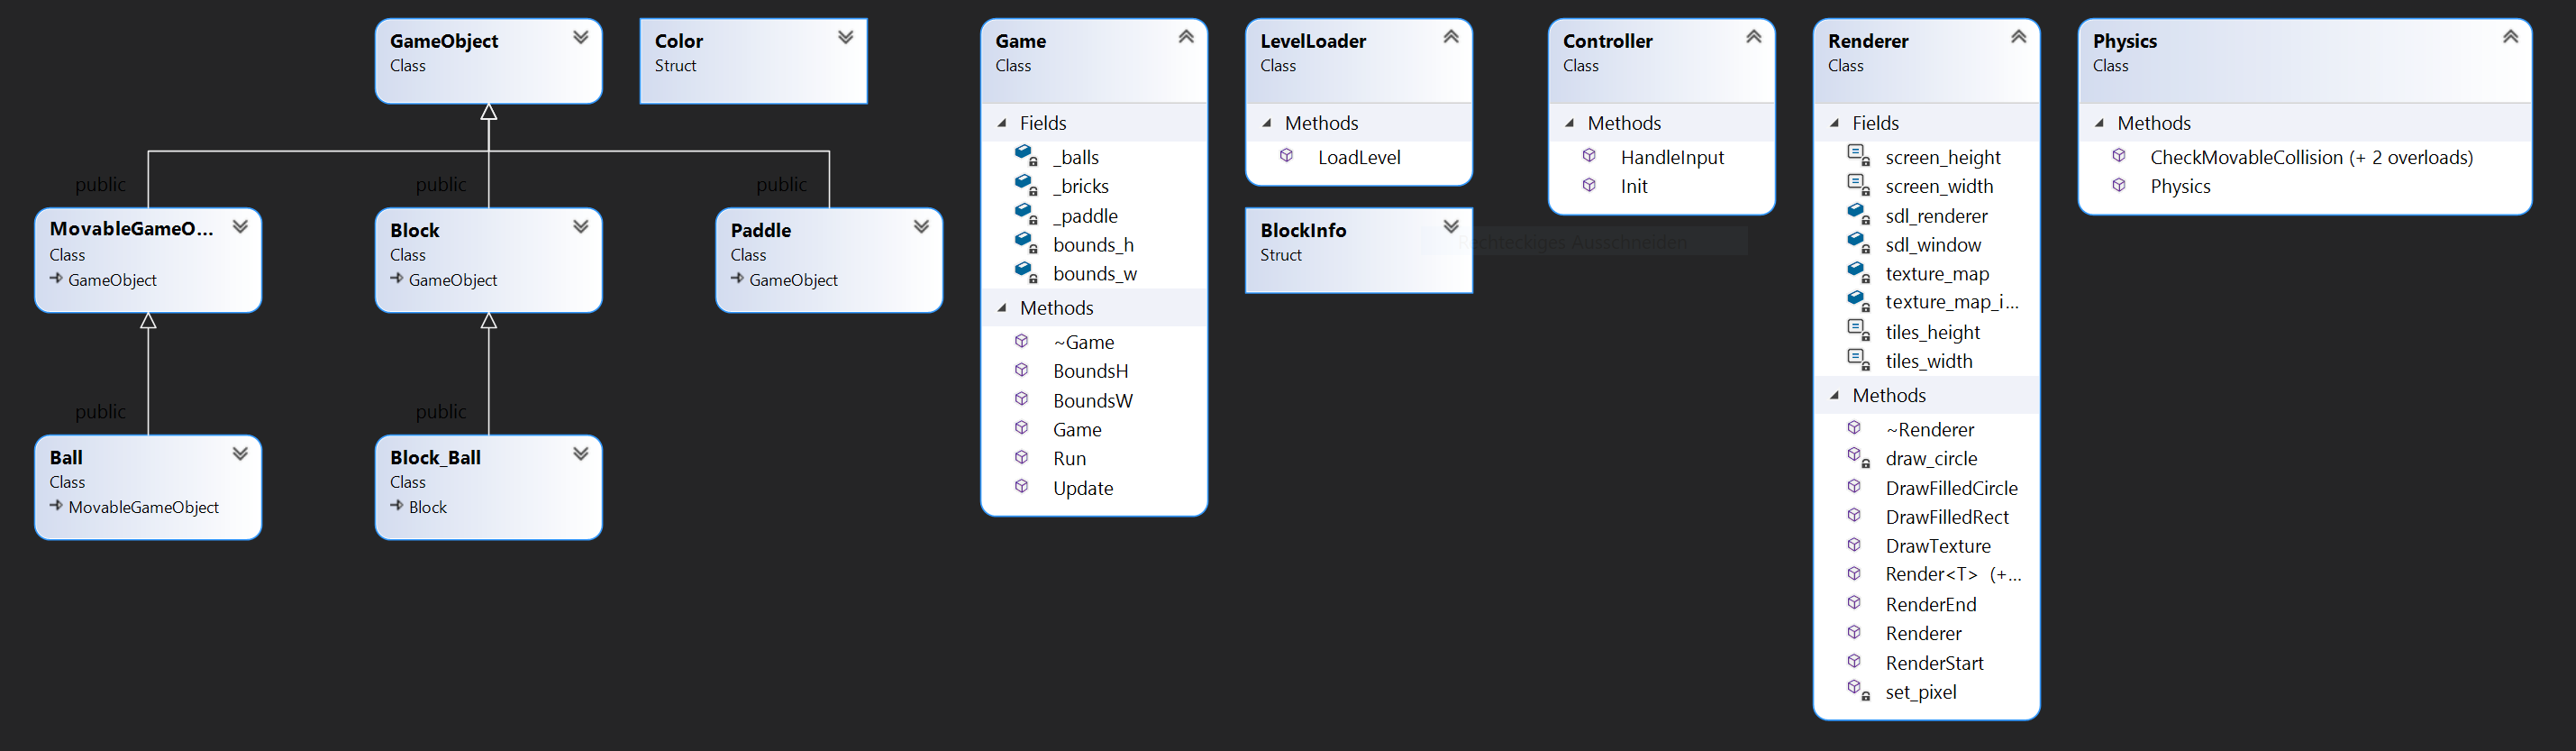 GameObject
Class
Color
Struct
public
public
public
MovableGameO...
Class
GameObject
Block
Class
GameObject
Paddle
Class
GameObject
public
public
Ball
Class
MovableGameObject
Block_Ball
Class
Block
Game
Class
Fields
_balls
_bricks
_paddle
bounds_h
bounds_w
Methods
~Game
BoundsH
BoundsW
Game
Run
Update
LevelLoader
Class
Methods
LoadLevel
BlockInfo
Struct
Rechteckiges Ausschneiden
Controller
Class
Methods
HandleInput
Init
Renderer
Class
Fields
screen_height
screen_width
sdl_renderer
sdl_window
texture_map
texture_map_i...
tiles_height
tiles_width
Methods
~Renderer
draw_circle
DrawFilledCircle
DrawFilledRect
DrawTexture
Render<T> (+...
RenderEnd
Renderer
RenderStart
set_pixel
Physics
Class
Methods
CheckMovableCollision (+ 2 overloads)
Physics